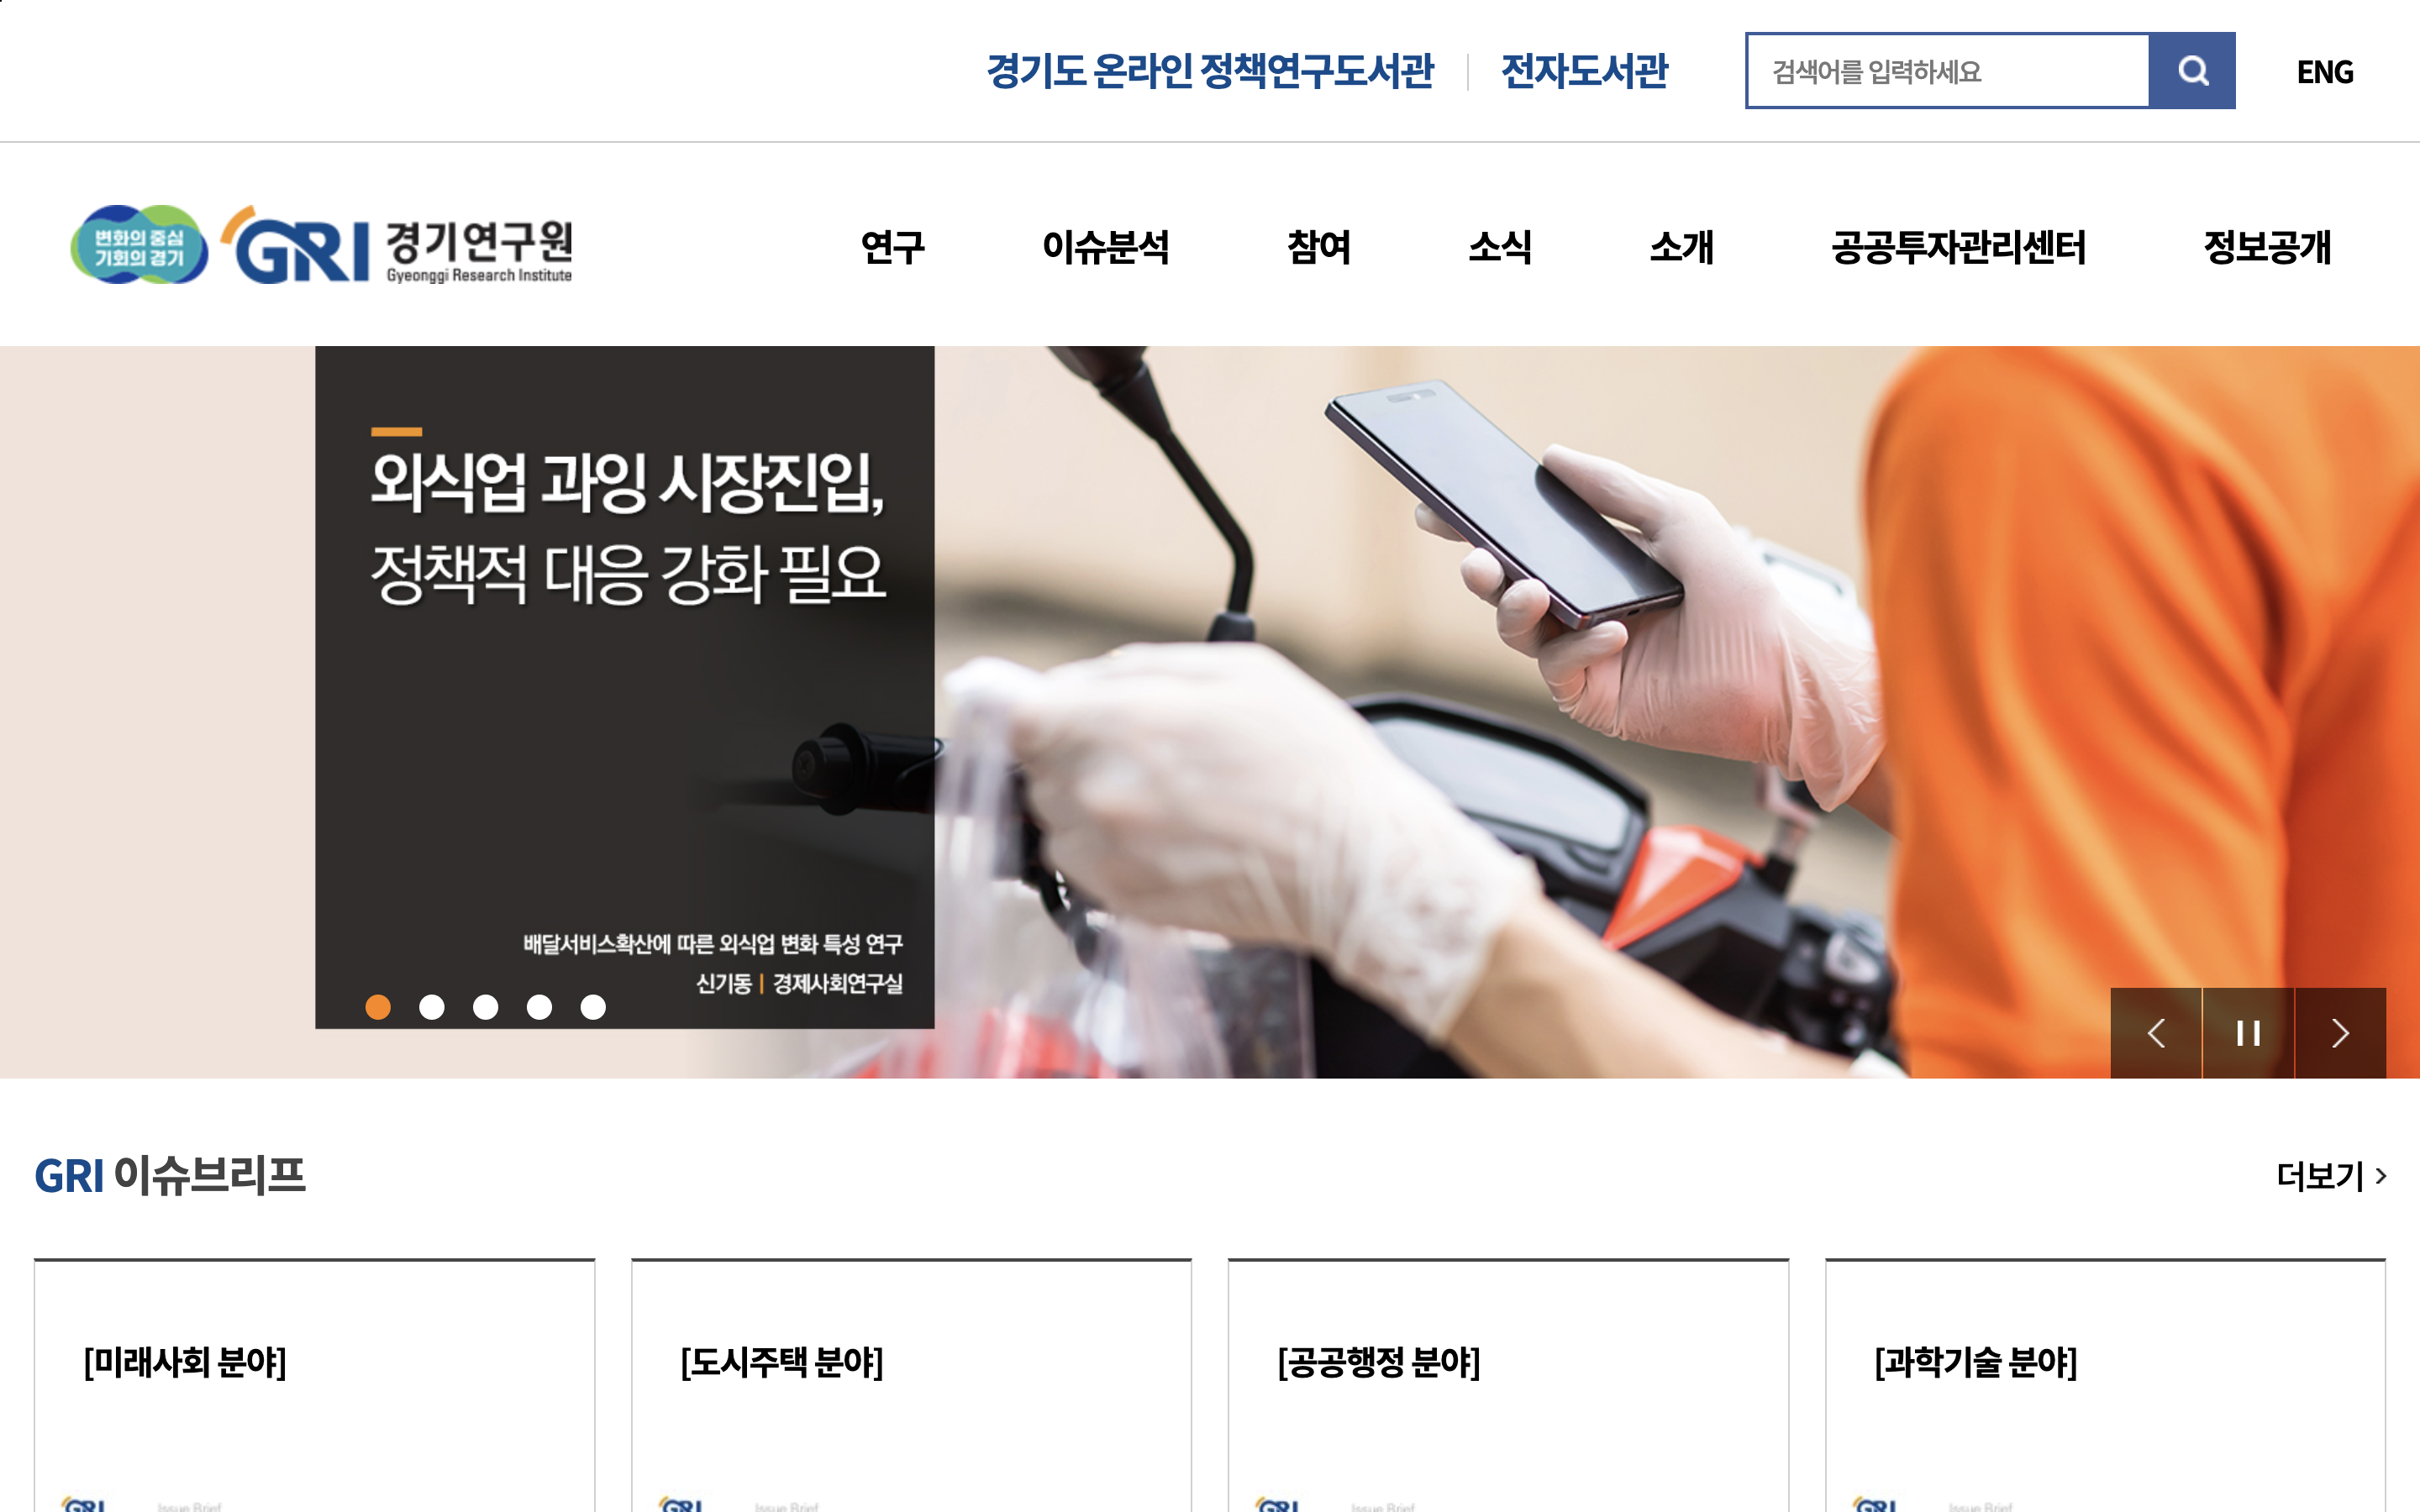 경기도 온라인 정책연구도서관
전자도서관
검색어를 입력하세요
ENG
변화의 중심
기회의 경기
GRI 경기연구원
Gyeonggi Research Institute
연구
이슈분석
참여
소식
소개
공공투자관리센터
정보공개
외식업 과잉 시장진입,
정책적 대응 강화 필요
배달서비스확산에 따른 외식업 변화 특성 연구
신기동 | 경제사회연구실
GRI 이슈브리프
더보기
[미래사회 분야]
[도시주택 분야]
[공공행정 분야]
[과학기술 분야]
GRI Issue Brief
GRI Issue Brief
GRI Issue Brief
GRI Issue Brief